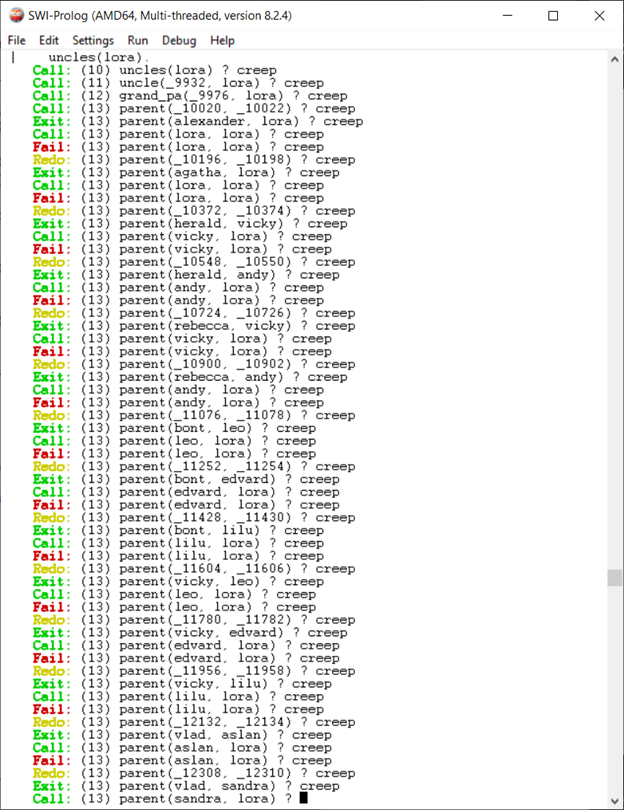 SWI-Prolog (AMD64, Multi-threaded, version 8.2.4)
File Edit Settings Run Debug Help
|    uncles(lora).
Call: (10) uncles(lora) ? creep
Call: (11) uncle(_9932, lora) ? creep
Call: (12) grand_pa(_9976, lora) ? creep
Call: (13) parent(_10020, _10022) ? creep
Exit: (13) parent(alexander, lora) ? creep
Call: (13) parent(lora, lora) ? creep
Fail: (13) parent(lora, lora) ? creep
Redo: (13) parent(_10196, _10198) ? creep
Exit: (13) parent(agatha, lora) ? creep
Call: (13) parent(lora, lora) ? creep
Fail: (13) parent(lora, lora) ? creep
Redo: (13) parent(_10372, _10374) ? creep
Exit: (13) parent(herald, vicky) ? creep
Call: (13) parent(vicky, lora) ? creep
Fail: (13) parent(vicky, lora) ? creep
Redo: (13) parent(_10548, _10550) ? creep
Exit: (13) parent(herald, andy) ? creep
Call: (13) parent(andy, lora) ? creep
Fail: (13) parent(andy, lora) ? creep
Redo: (13) parent(_10724, _10726) ? creep
Exit: (13) parent(rebecca, vicky) ? creep
Call: (13) parent(vicky, lora) ? creep
Fail: (13) parent(vicky, lora) ? creep
Redo: (13) parent(_10900, _10902) ? creep
Exit: (13) parent(rebecca, andy) ? creep
Call: (13) parent(andy, lora) ? creep
Fail: (13) parent(andy, lora) ? creep
Redo: (13) parent(_11076, _11078) ? creep
Exit: (13) parent(bont, leo) ? creep
Call: (13) parent(leo, lora) ? creep
Fail: (13) parent(leo, lora) ? creep
Redo: (13) parent(_11252, _11254) ? creep
Exit: (13) parent(bont, edvard) ? creep
Call: (13) parent(edvard, lora) ? creep
Fail: (13) parent(edvard, lora) ? creep
Redo: (13) parent(_11428, _11430) ? creep
Exit: (13) parent(bont, lilu) ? creep
Call: (13) parent(lilu, lora) ? creep
Fail: (13) parent(lilu, lora) ? creep
Redo: (13) parent(_11604, _11606) ? creep
Exit: (13) parent(vicky, leo) ? creep
Call: (13) parent(leo, lora) ? creep
Fail: (13) parent(leo, lora) ? creep
Redo: (13) parent(_11780, _11782) ? creep
Exit: (13) parent(vicky, edvard) ? creep
Call: (13) parent(edvard, lora) ? creep
Fail: (13) parent(edvard, lora) ? creep
Redo: (13) parent(_11956, _11958) ? creep
Exit: (13) parent(vicky, lilu) ? creep
Call: (13) parent(lilu, lora) ? creep
Fail: (13) parent(lilu, lora) ? creep
Redo: (13) parent(_12132, _12134) ? creep
Exit: (13) parent(vlad, aslan) ? creep
Call: (13) parent(aslan, lora) ? creep
Fail: (13) parent(aslan, lora) ? creep
Redo: (13) parent(_12308, _12310) ? creep
Exit: (13) parent(vlad, sandra) ? creep
Call: (13) parent(sandra, lora) ?